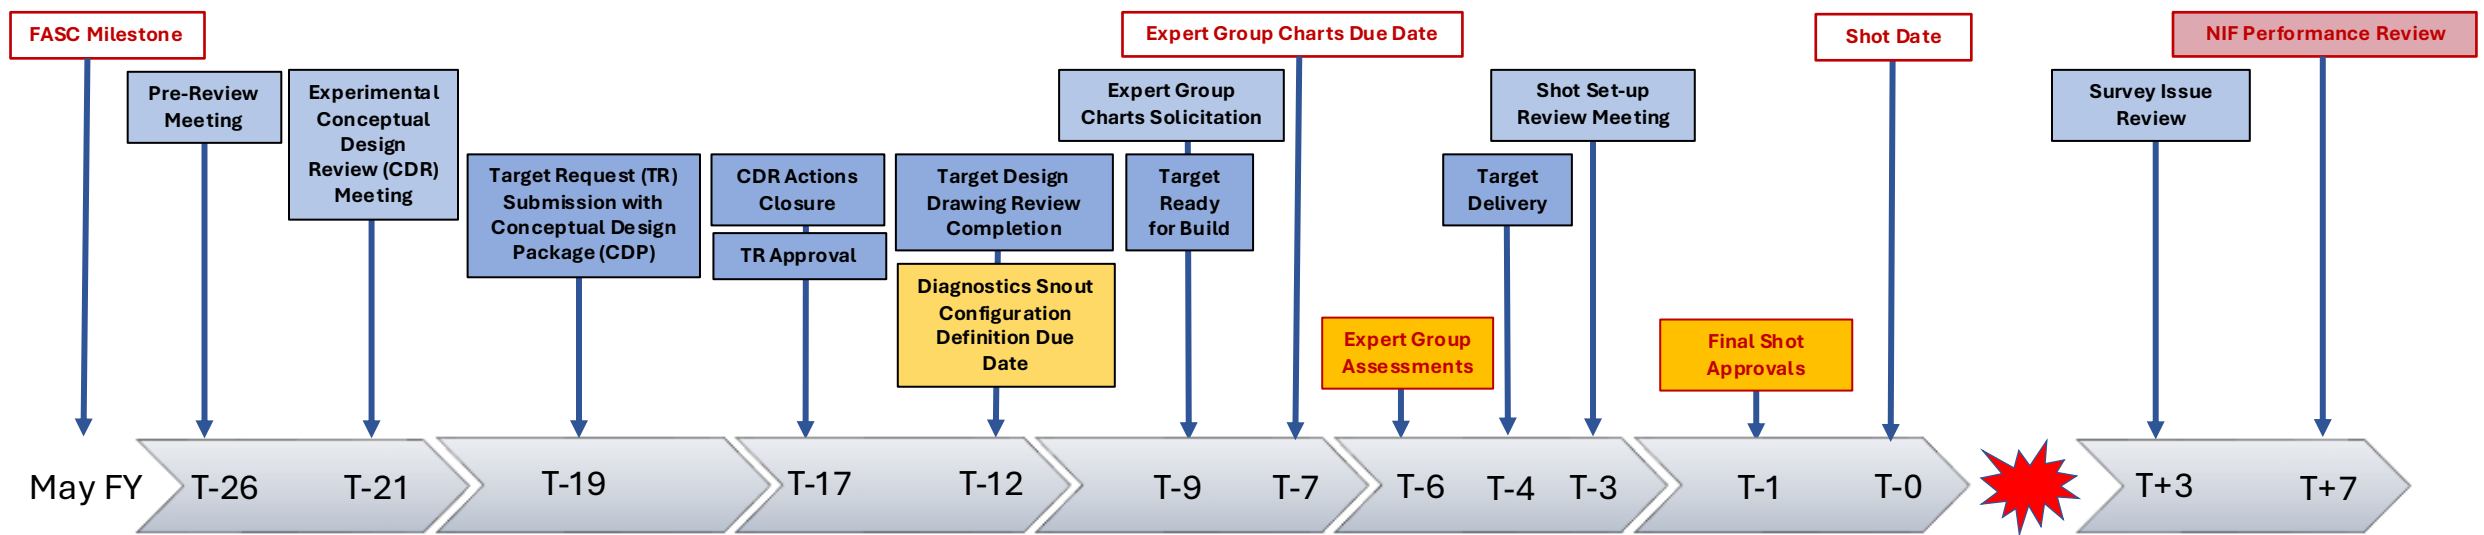 FASC Milestone
Pre-Review
Meeting
Experimental
Conceptual
Design
Review (CDR)
Meeting
Target Request (TR)
Submission with
Conceptual Design
Package (CDP)
CDR Actions
Closure
TR Approval
Target Design
Drawing Review
Completion
Diagnostics Snout
Configuration
Definition Due
Date
Expert Group
Charts Solicitation
Target
Ready
for Build
Expert Group Charts Due Date
Expert Group
Assessments
Target
Delivery
Shot Set-up
Review Meeting
Final Shot
Approvals
Shot Date
Survey Issue
Review
NIF Performance Review
May FY
T-26
T-21
T-19
T-17
T-12
T-9
T-7
T-6
T-4
T-3
T-1
T-0
T+3
T+7